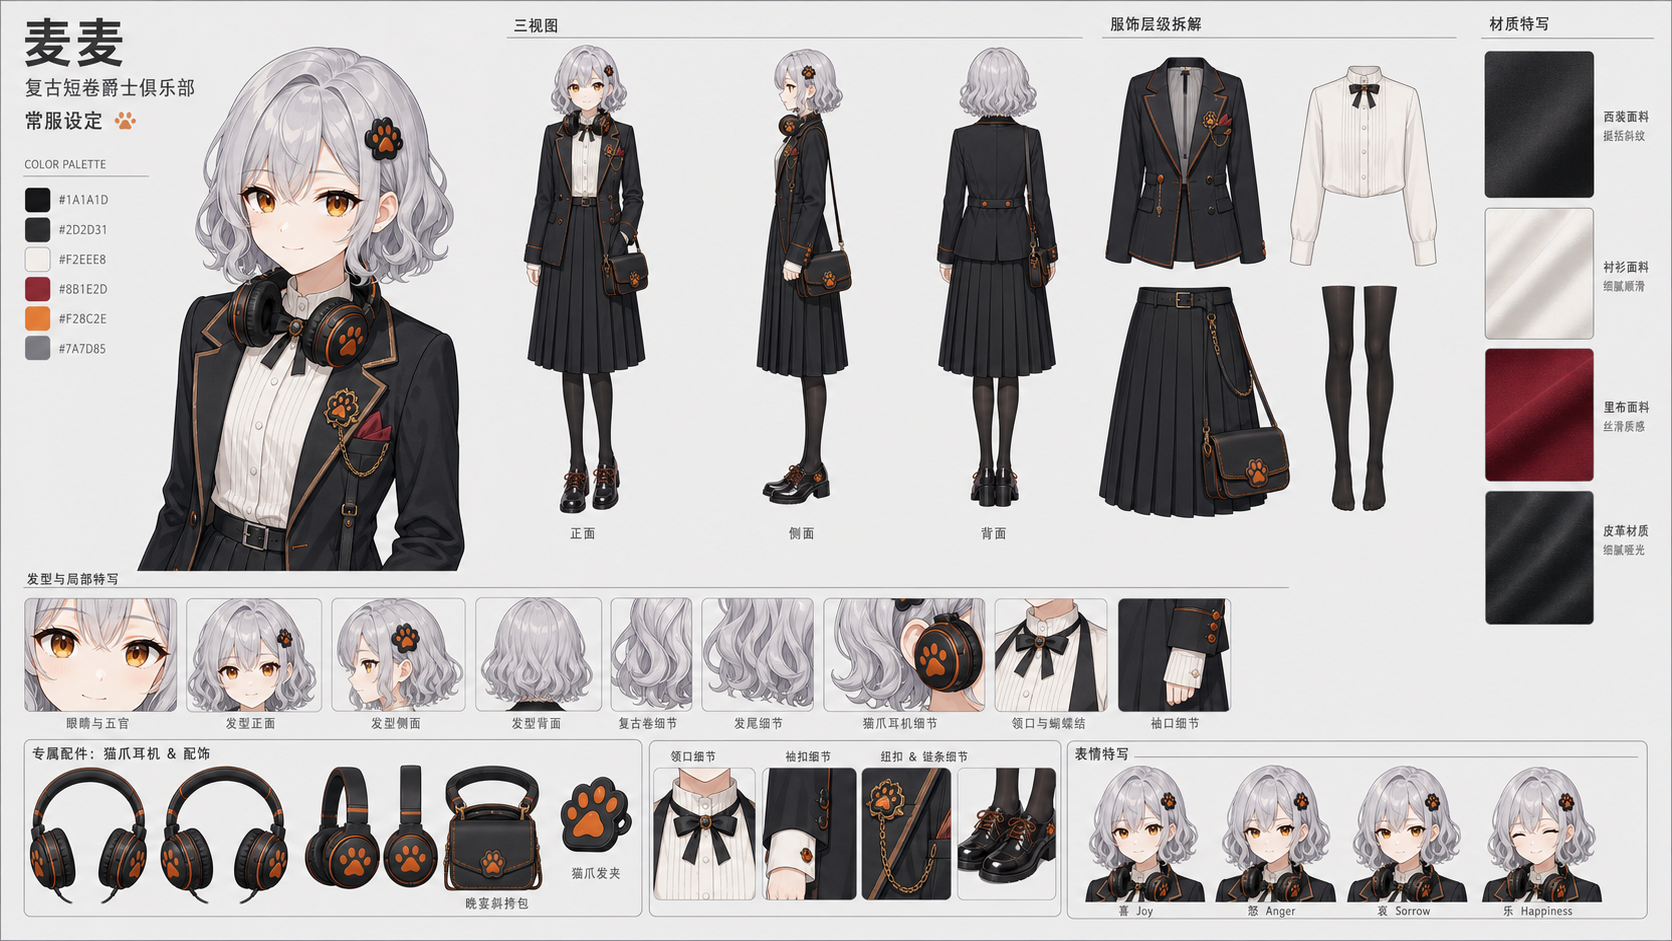 麦麦
复古短卷爵士俱乐部
常服设定
COLOR PALETTE
#1A1A1D
#2D2D31
#F2EEE8
#8B1E2D
#F28C2E
#7A7D85
三视图
正面
侧面
背面
服饰层级拆解
材质特写
西装面料
挺括斜纹
衬衫面料
细腻顺滑
里布面料
丝滑质感
皮革材质
细腻哑光
发型与局部特写
眼睛与五官
发型正面
发型侧面
发型背面
复古卷细节
发尾细节
猫爪耳机细节
领口与蝴蝶结
袖口细节
专属配件：猫爪耳机 & 配饰
晚宴斜挎包
猫爪发夹
领口细节
袖扣细节
纽扣 & 链条细节
表情特写
喜 Joy
怒 Anger
哀 Sorrow
乐 Happiness